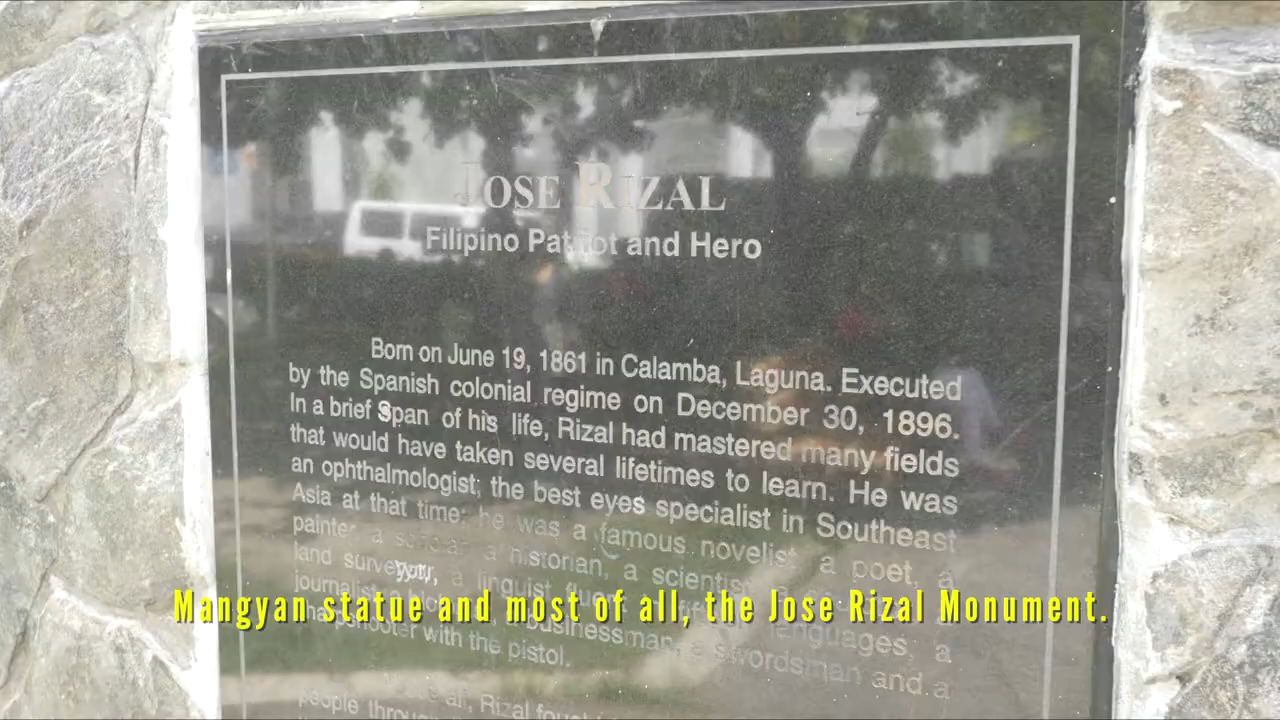 JOSE RIZAL
Filipino Patriot and Hero
Born on June 19, 1861 in Calamba, Laguna. Executed
by the Spanish colonial regime on December 30, 1896.
In a brief Span of his life, Rizal had mastered many fields
that would have taken several lifetimes to learn. He was
an ophthalmologist; the best eyes specialist in Southeast
Asia at that time; he was a famous novelist, a poet, a
painter, a scholar, a historian, a scientist,
land surveyor, a linguist fluent languages; a
journalist, businessman, a swordsman and a
sharpshooter with the pistol.
all, Rizal
people
Mangyan statue and most of all, the Jose Rizal Monument.